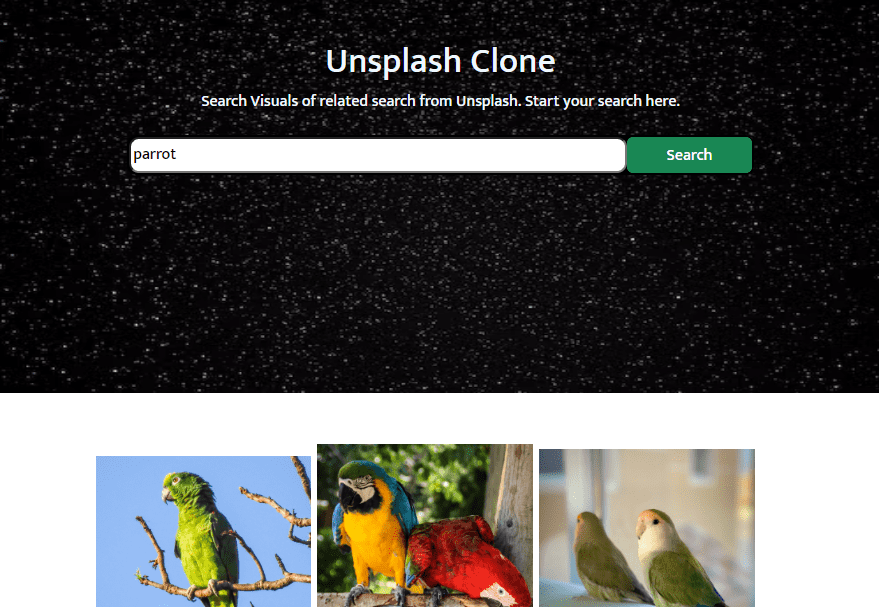 Unsplash Clone
Search Visuals of related search from Unsplash. Start your search here.
parrot
Search